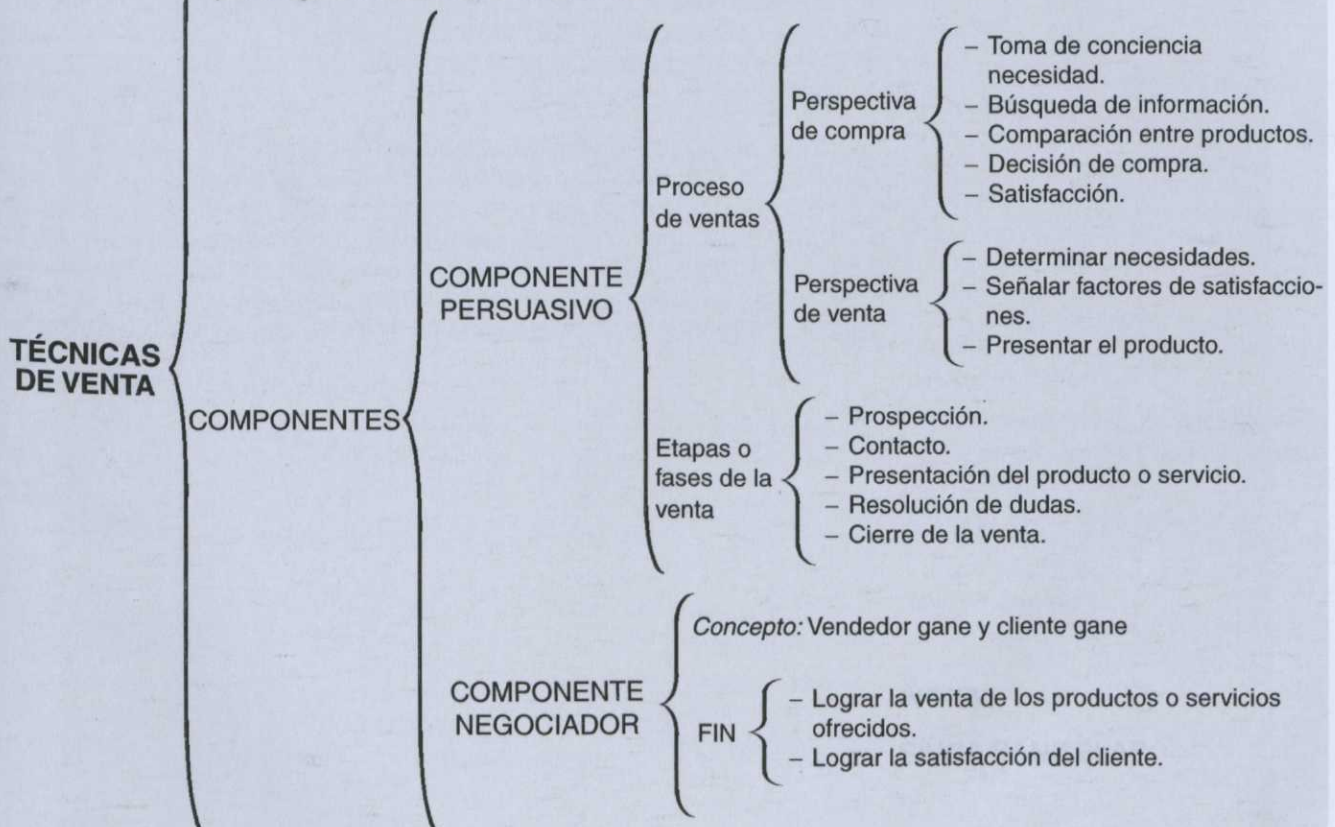 TÉCNICAS
DE VENTA
COMPONENTES
COMPONENTE
PERSUASIVO
Proceso
de ventas
Perspectiva
de compra
– Toma de conciencia
necesidad.
– Búsqueda de información.
– Comparación entre productos.
– Decisión de compra.
– Satisfacción.
Perspectiva
de venta
– Determinar necesidades.
– Señalar factores de satisfaccio-
nes.
– Presentar el producto.
Etapas o
fases de la
venta
– Prospección.
– Contacto.
– Presentación del producto o servicio.
– Resolución de dudas.
– Cierre de la venta.
COMPONENTE
NEGOCIADOR
Concepto: Vendedor gane y cliente gane
FIN
– Lograr la venta de los productos o servicios
ofrecidos.
– Lograr la satisfacción del cliente.